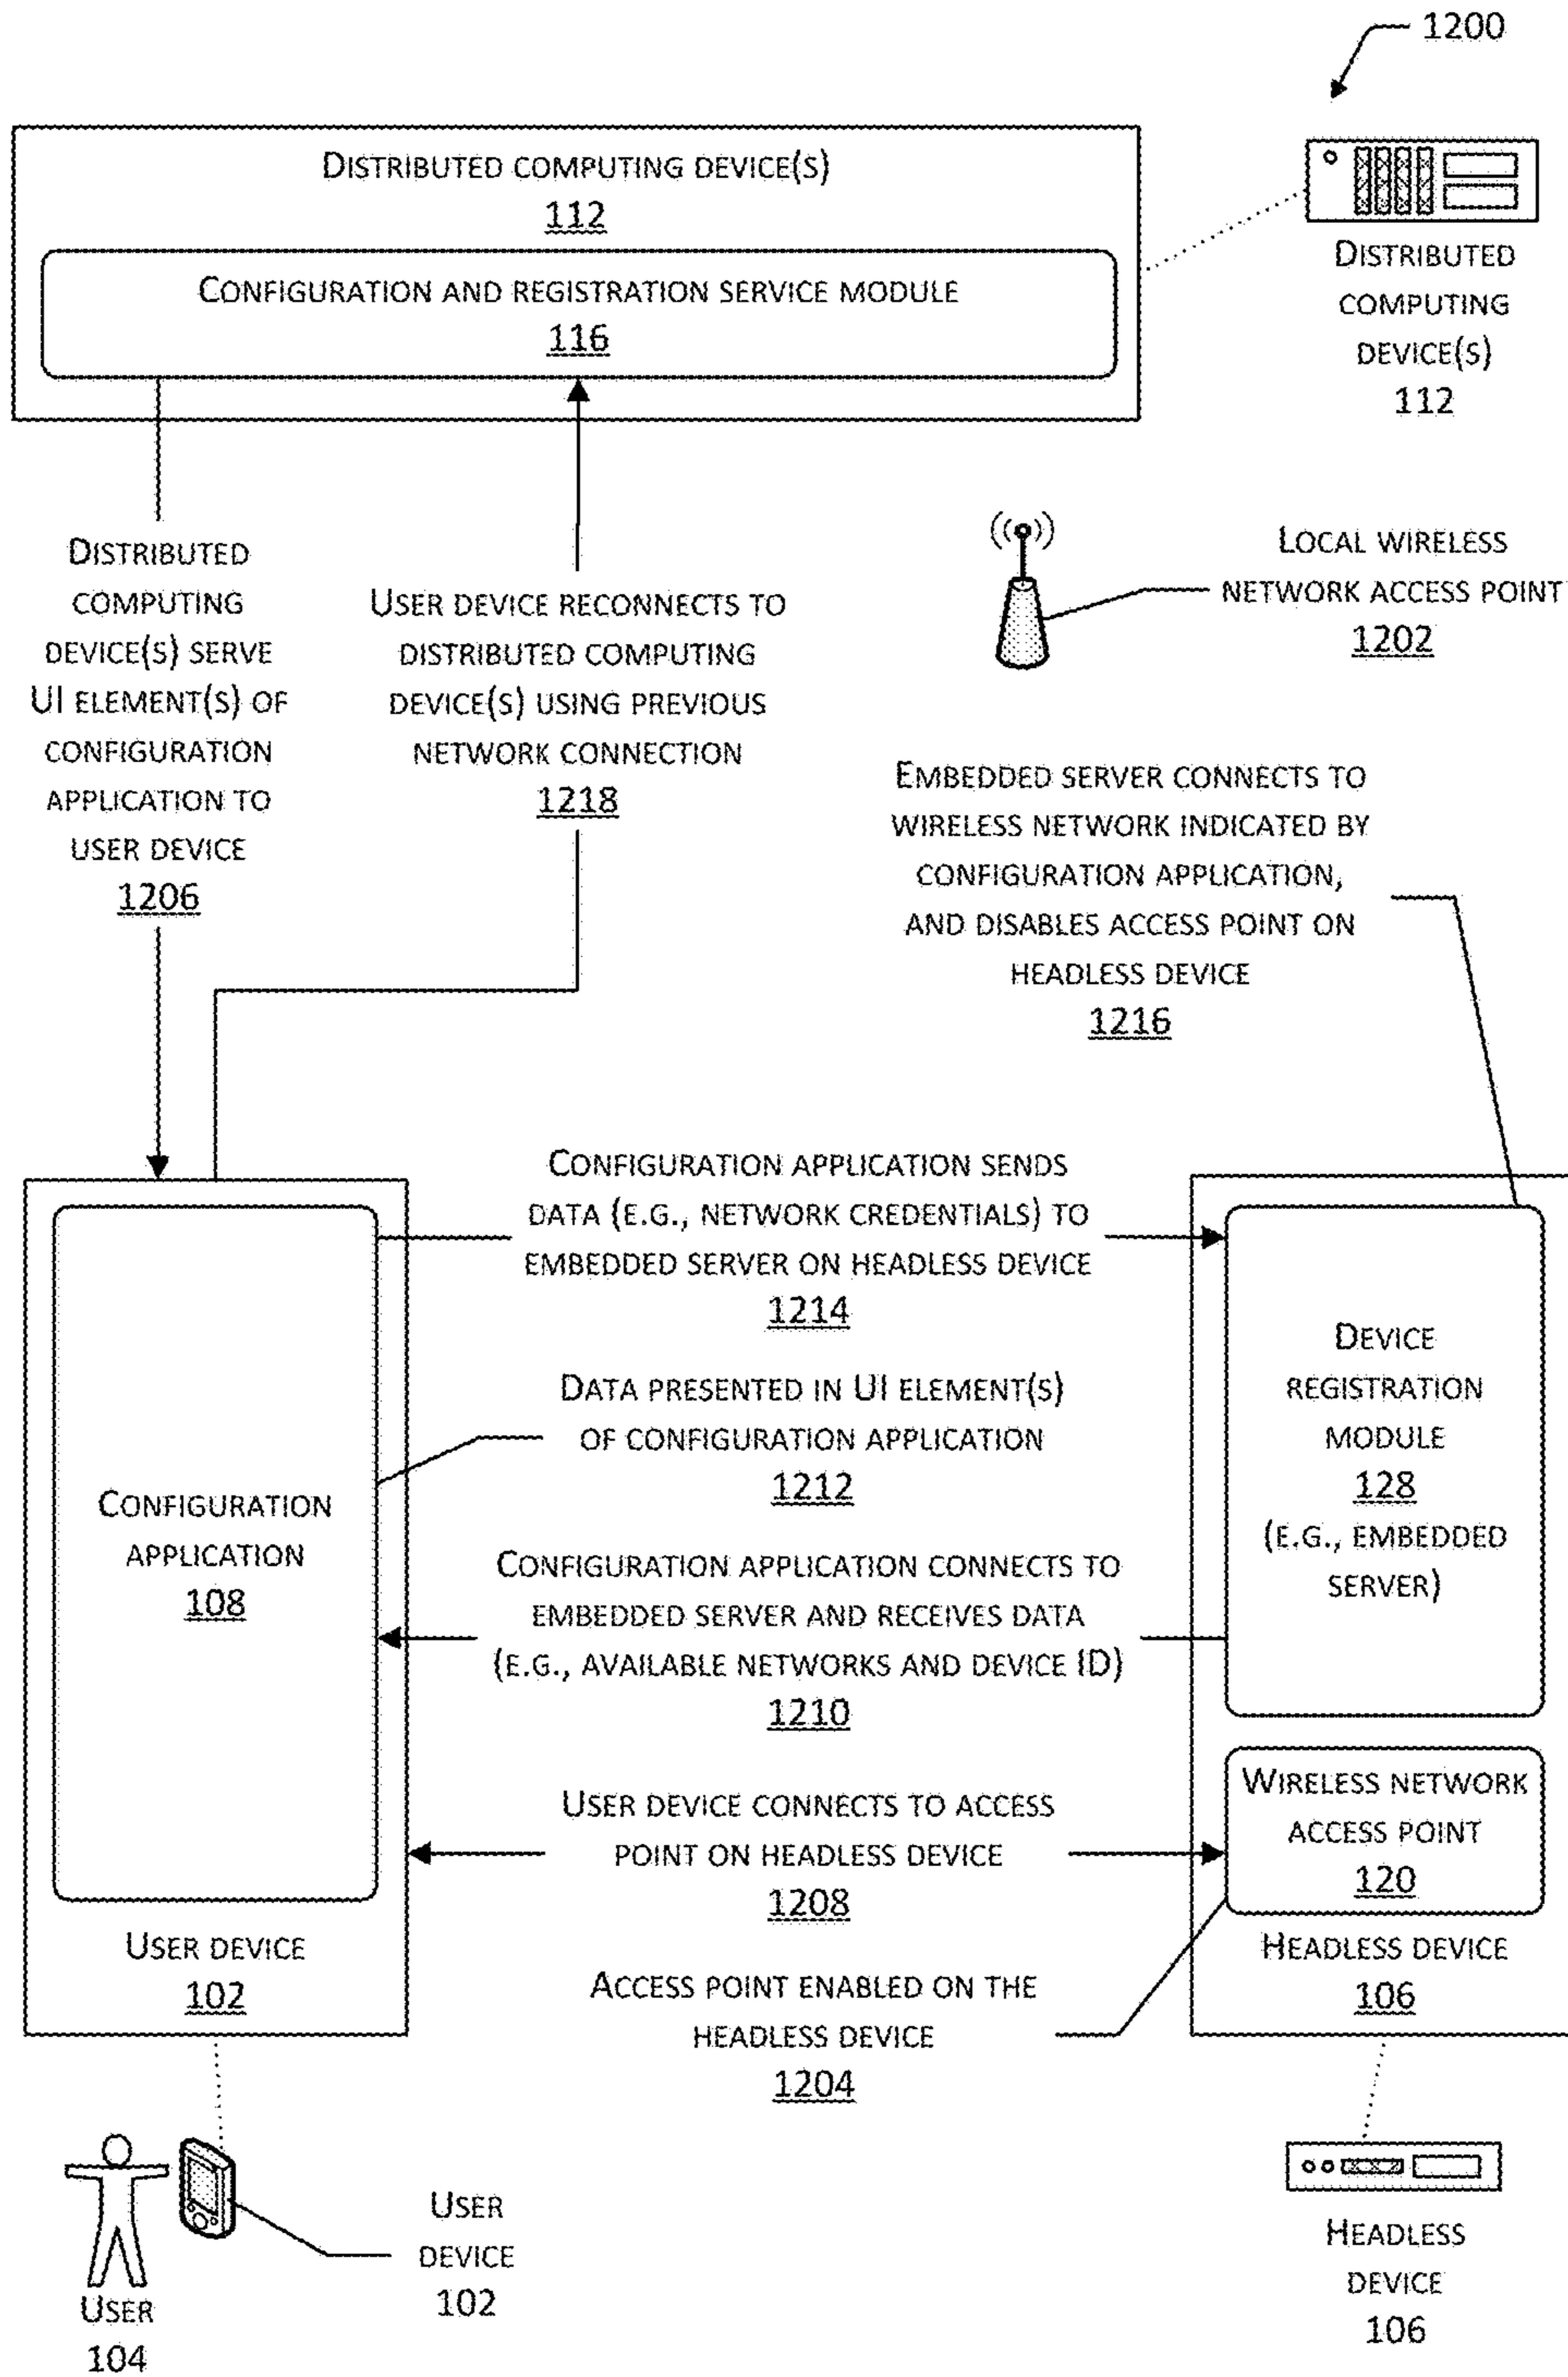 1200
DISTRIBUTED COMPUTING DEVICE(S)
112
CONFIGURATION AND REGISTRATION SERVICE MODULE
116
DISTRIBUTED
COMPUTING
DEVICE(S)
112
DISTRIBUTED
COMPUTING
DEVICE(S) SERVE
UI ELEMENT(S) OF
CONFIGURATION
APPLICATION TO
USER DEVICE
1206
USER DEVICE RECONNECTS TO
DISTRIBUTED COMPUTING
DEVICE(S) USING PREVIOUS
NETWORK CONNECTION
1218
LOCAL WIRELESS
NETWORK ACCESS POINT
1202
EMBEDDED SERVER CONNECTS TO
WIRELESS NETWORK INDICATED BY
CONFIGURATION APPLICATION,
AND DISABLES ACCESS POINT ON
HEADLESS DEVICE
1216
CONFIGURATION APPLICATION SENDS
DATA (E.G., NETWORK CREDENTIALS) TO
EMBEDDED SERVER ON HEADLESS DEVICE
1214
DATA PRESENTED IN UI ELEMENT(S)
OF CONFIGURATION APPLICATION
1212
CONFIGURATION APPLICATION CONNECTS TO
EMBEDDED SERVER AND RECEIVES DATA
(E.G., AVAILABLE NETWORKS AND DEVICE ID)
1210
USER DEVICE CONNECTS TO ACCESS
POINT ON HEADLESS DEVICE
1208
ACCESS POINT ENABLED ON THE
HEADLESS DEVICE
1204
CONFIGURATION
APPLICATION
108
USER DEVICE
102
DEVICE
REGISTRATION
MODULE
128
(E.G., EMBEDDED
SERVER)
WIRELESS NETWORK
ACCESS POINT
120
HEADLESS DEVICE
106
USER
104
USER
DEVICE
102
HEADLESS
DEVICE
106